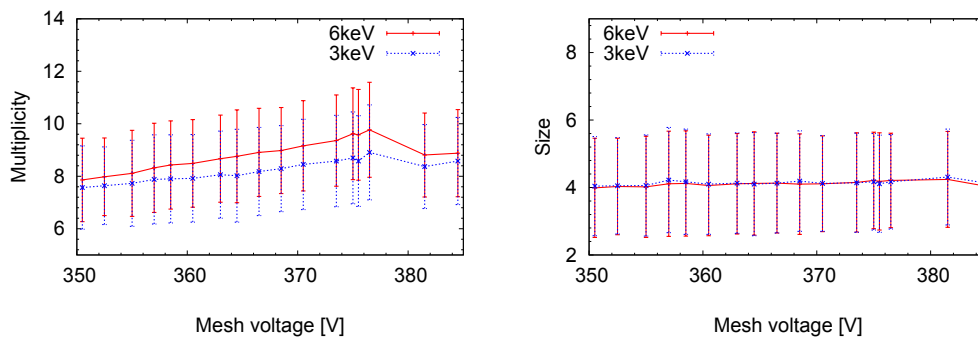 14
12
10
8
6
350
360
370
380
Multiplicity
Mesh voltage [V]
6keV
3keV
8
6
4
2
350
360
370
380
Size
Mesh voltage [V]
6keV
3keV